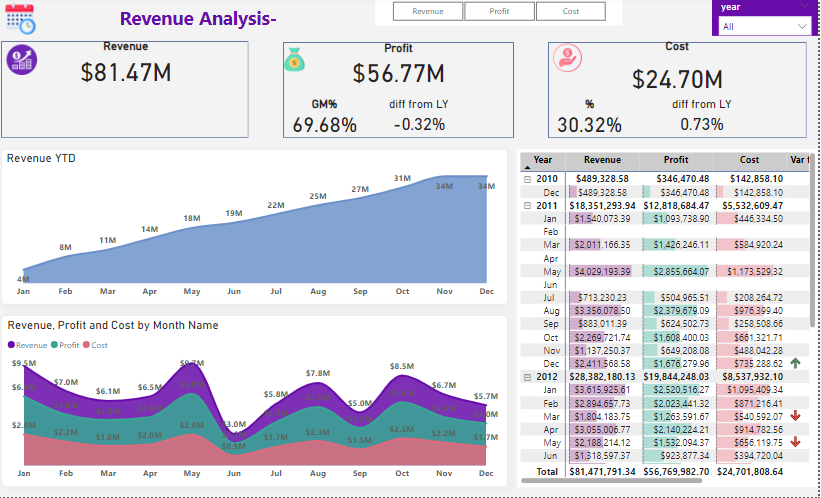 Revenue Analysis-
Revenue Profit Cost
year
All
Revenue
$81.47M
Profit
$56.77M
GM% diff from LY
69.68% -0.32%
Cost
$24.70M
% diff from LY
30.32% 0.73%
Revenue YTD
4M 8M 11M 14M 18M 19M 22M 25M 27M 31M 34M 34M
Jan Feb Mar Apr May Jun Jul Aug Sep Oct Nov Dec
Revenue, Profit and Cost by Month Name
Revenue Profit Cost
$9.5M $7.0M $6.1M $6.5M $3.0M $5.8M $7.8M $5.0M $8.5M $6.7M $5.7M
$2.2M $1.8M $2.0M $2.9M $0.9M $1.7M $2.3M $1.5M $2.5M $2.2M $1.7M
Jan Feb Mar Apr May Jun Jul Aug Sep Oct Nov Dec
Year Revenue Profit Cost Var f
2010 $489,328.58 $346,470.48 $142,858.10
Dec $489,328.58 $346,470.48 $142,858.10
2011 $18,351,293.94 $12,818,684.47 $5,532,609.47
Jan $1,540,073.39 $1,093,738.90 $446,334.50
Feb
Mar $2,011,166.35 $1,426,246.11 $584,920.24
Apr
May $4,029,193.39 $2,855,664.07 $1,173,529.32
Jun
Jul $713,230.23 $504,965.51 $208,264.72
Aug $3,356,078.50 $2,379,679.09 $976,399.40
Sep $883,011.39 $624,502.73 $258,508.66
Oct $2,269,721.74 $1,608,400.03 $661,321.71
Nov $1,137,250.37 $649,208.08 $488,042.28
Dec $2,411,568.58 $1,676,279.96 $735,288.62
2012 $28,382,180.13 $19,844,248.03 $8,537,932.10
Jan $3,615,925.61 $2,520,516.27 $1,095,409.34
Feb $2,894,657.73 $2,023,441.32 $871,216.41
Mar $1,804,183.75 $1,263,591.67 $540,592.07
Apr $3,055,006.77 $2,140,224.21 $914,782.56
May $2,188,214.12 $1,532,094.37 $656,119.75
Jun $1,318,597.37 $923,877.34 $394,720.04
Total $81,471,791.34 $56,769,982.70 $24,701,808.64